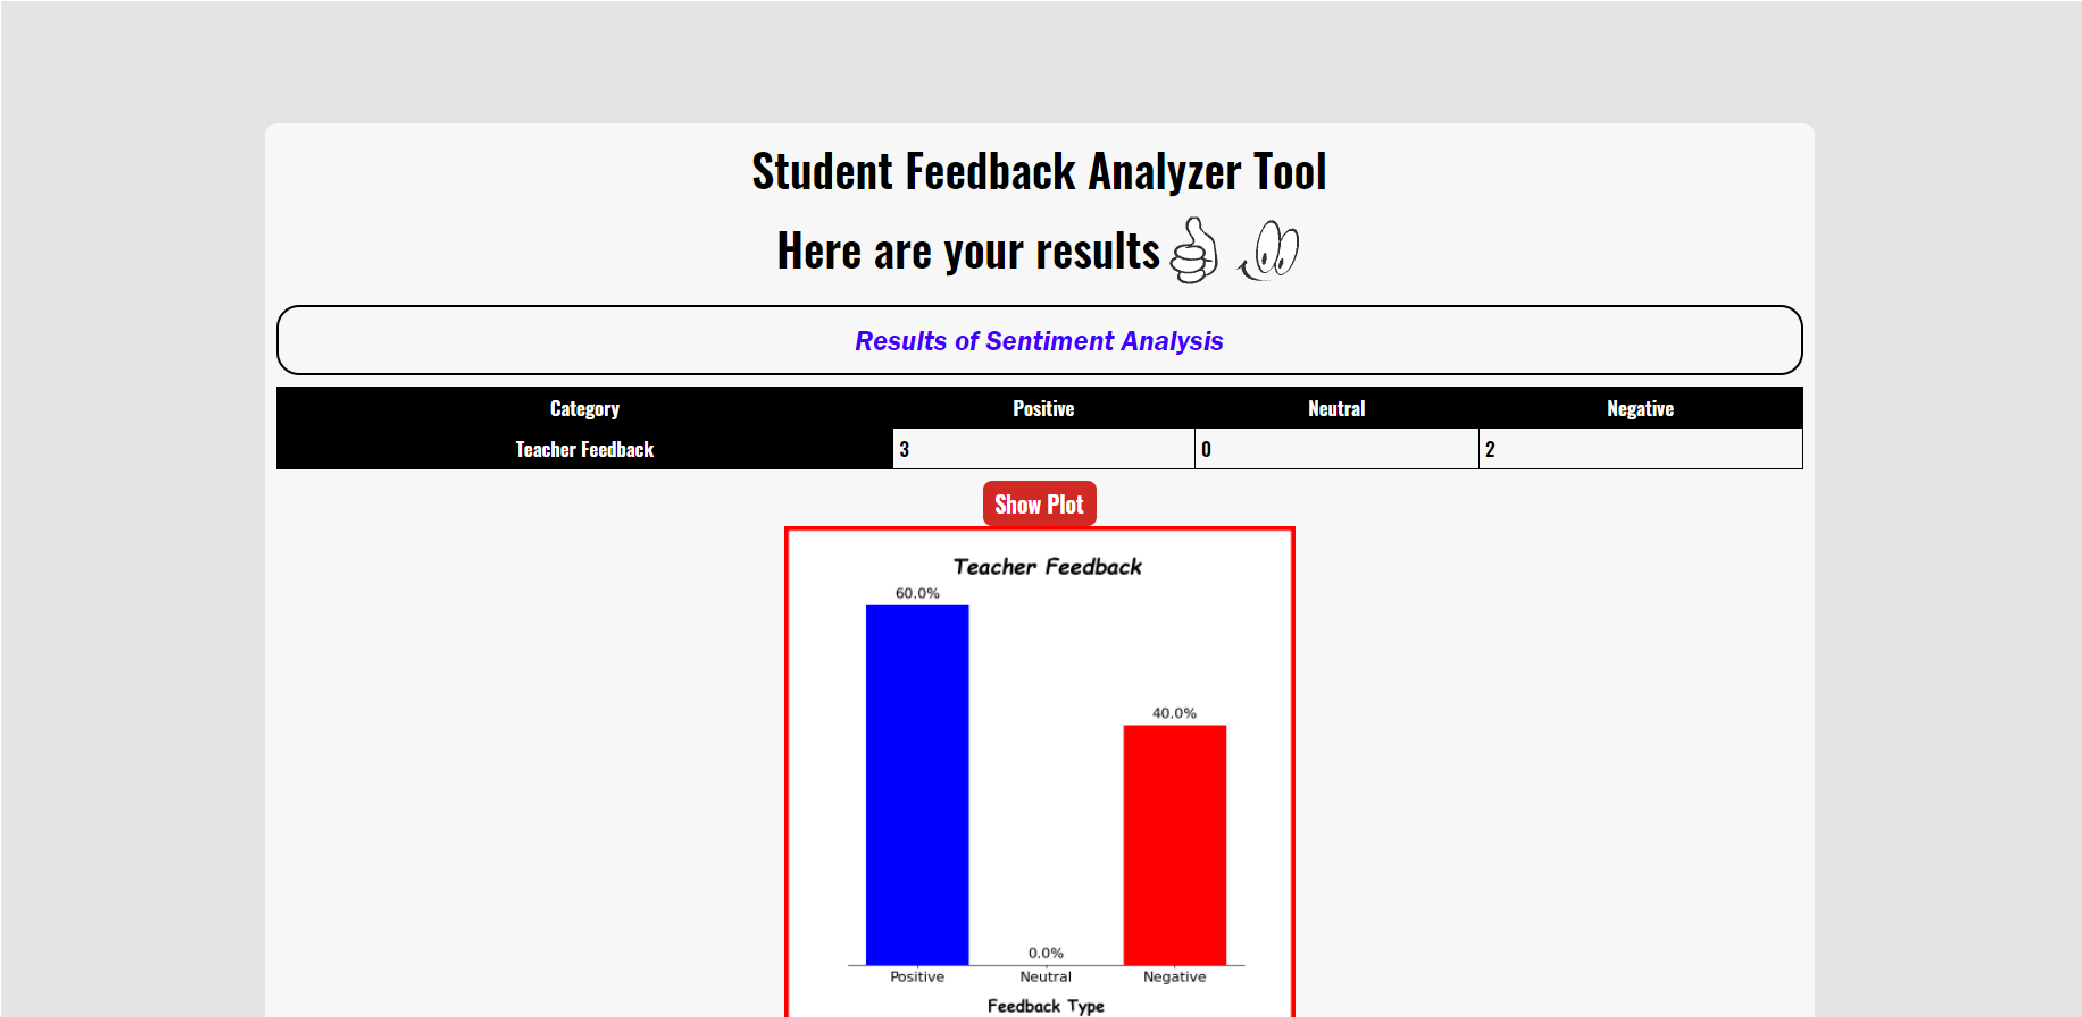 Student Feedback Analyzer Tool
Here are your results
Results of Sentiment Analysis
Category Positive Neutral Negative
Teacher Feedback 3 0 2
Show Plot
Teacher Feedback
60.0%
40.0%
0.0%
Positive Neutral Negative
Feedback Type